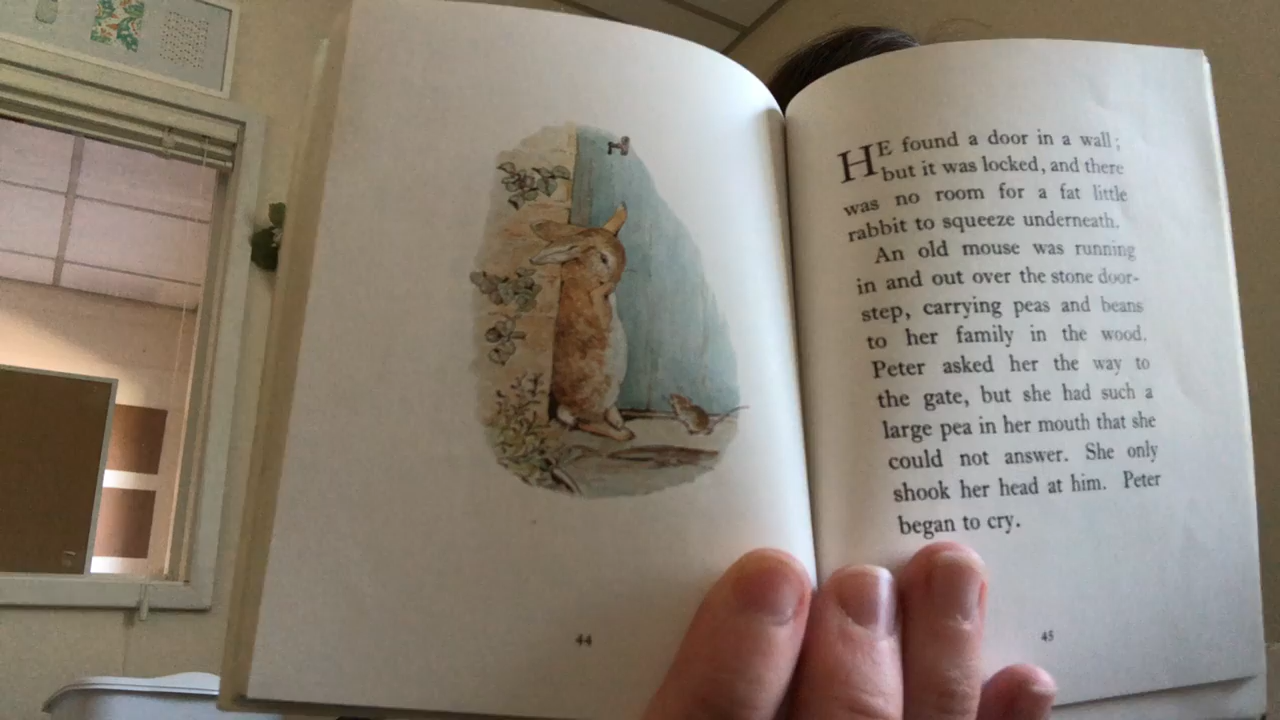 HE found a door in a wall;
but it was locked, and there
was no room for a fat little
rabbit to squeeze underneath.
An old mouse was running
in and out over the stone door-
step, carrying peas and beans
to her family in the wood.
Peter asked her the way to
the gate, but she had such a
large pea in her mouth that she
could not answer. She only
shook her head at him. Peter
began to cry.
44
45